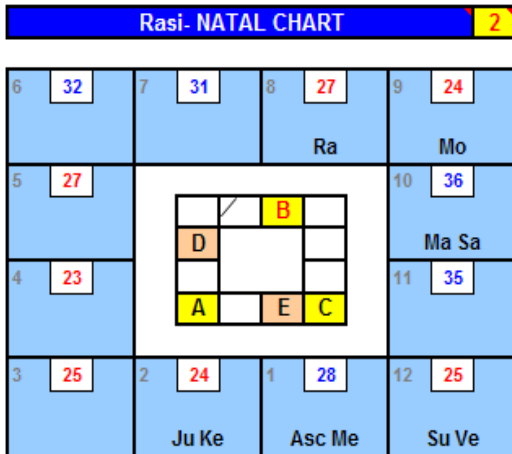 Rasi- NATAL CHART 2
6 32 7 31 8 27 9 24
Ra Mo
5 27 10 36
B
D Ma Sa
4 23 11 35
A E C
3 25 2 24 1 28 12 25
Ju Ke Asc Me Su Ve